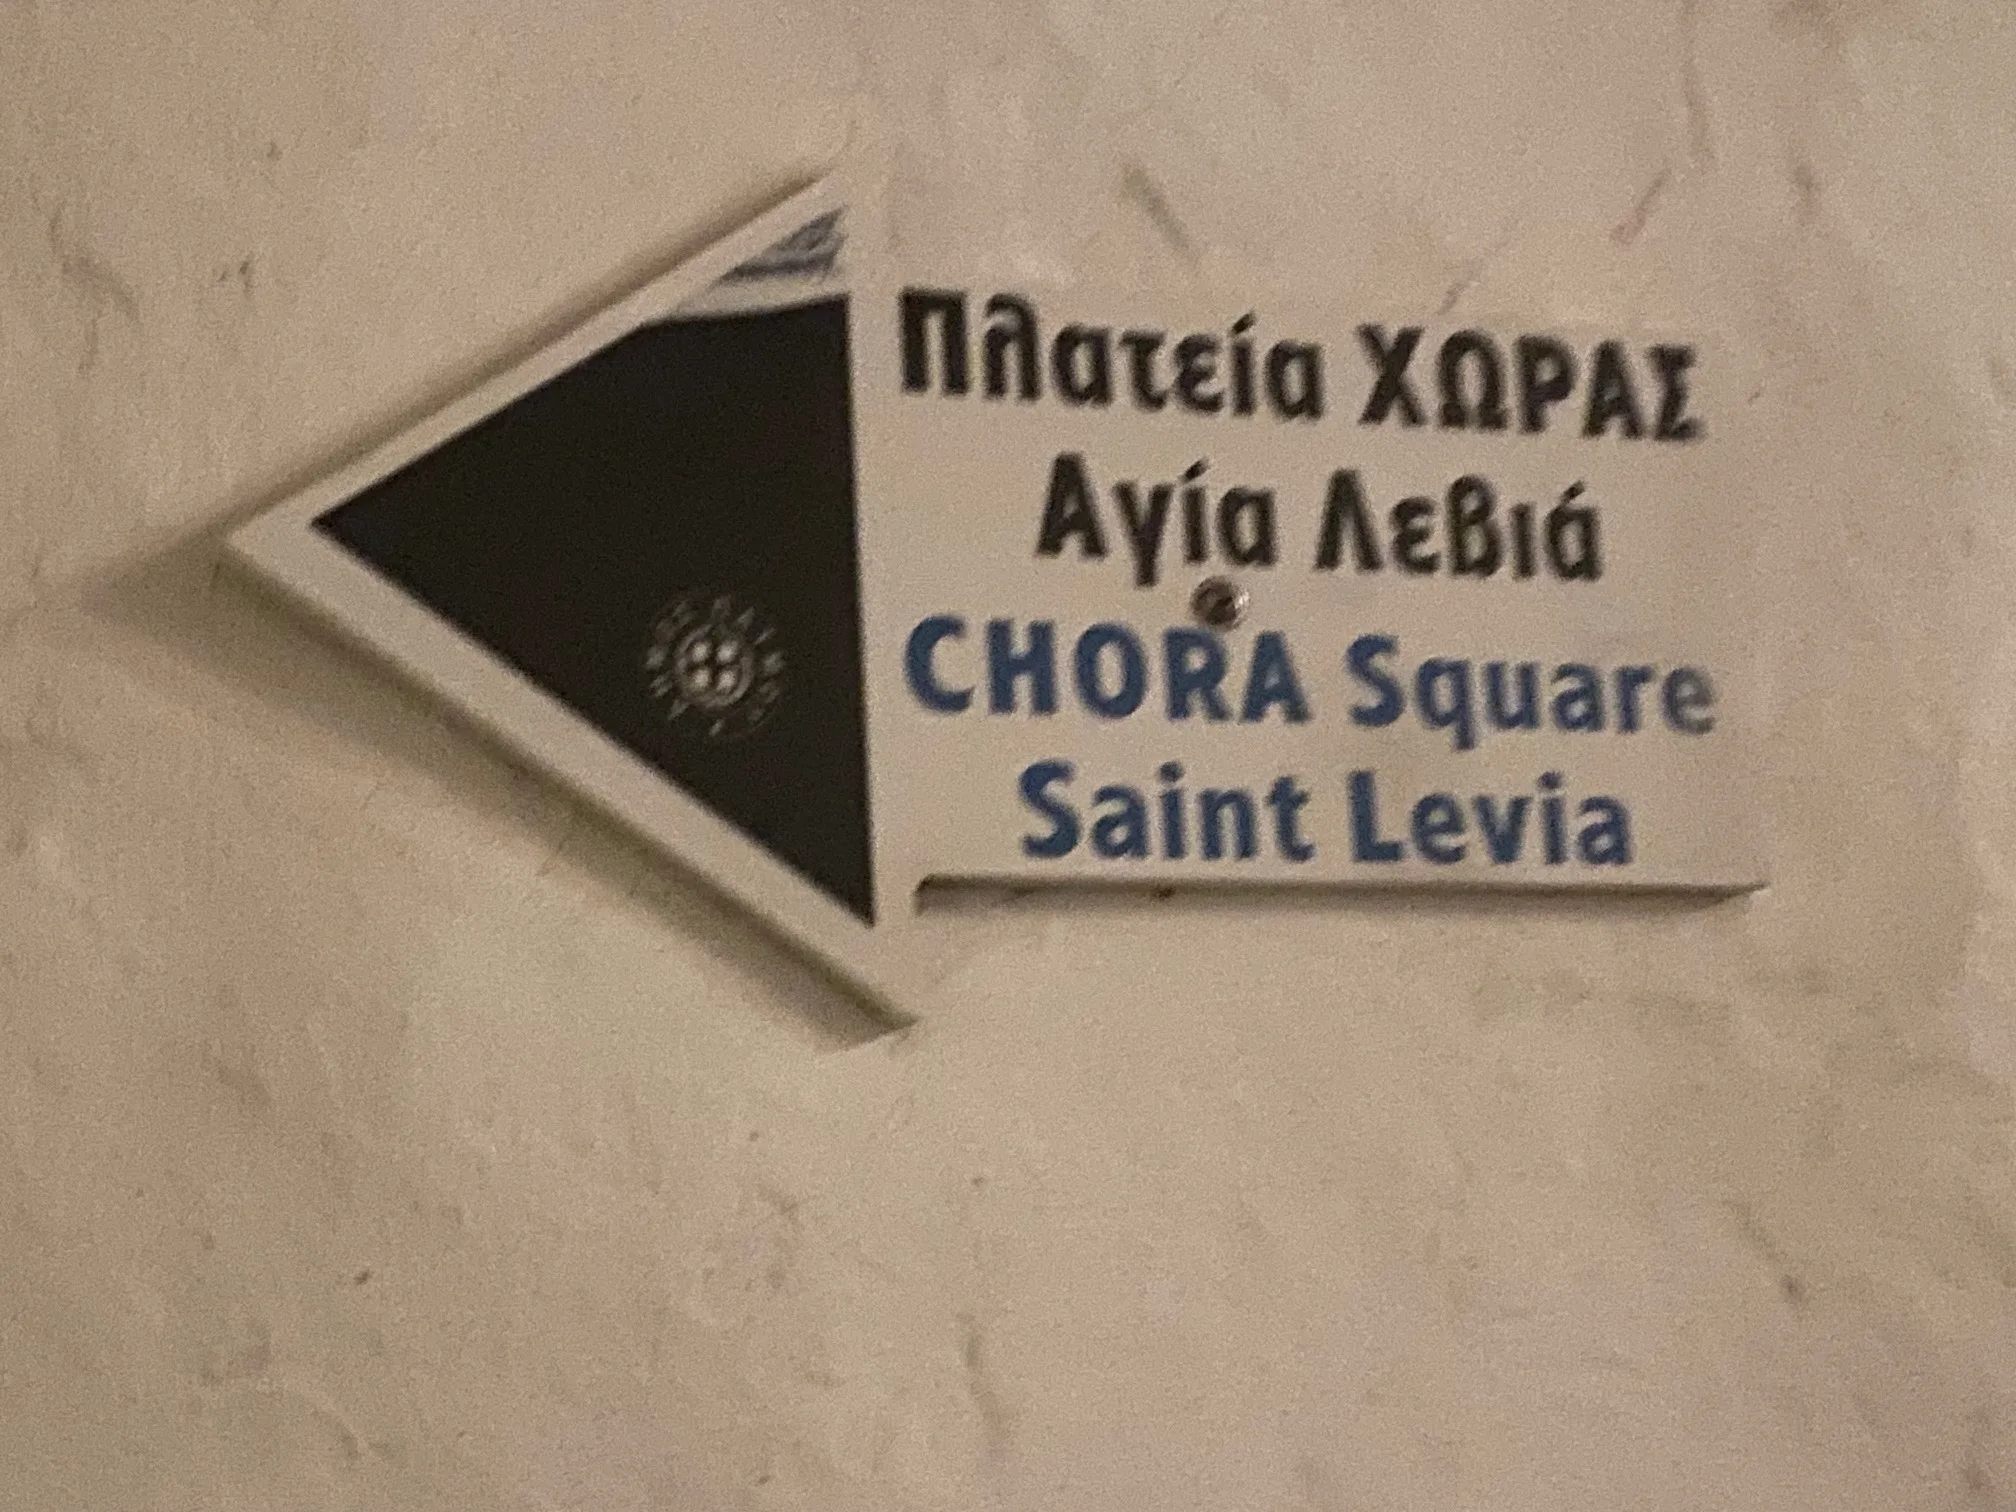 Πλατεία ΧΩΡΑΣ
Αγία Λεβιά
CHORA Square
Saint Levia